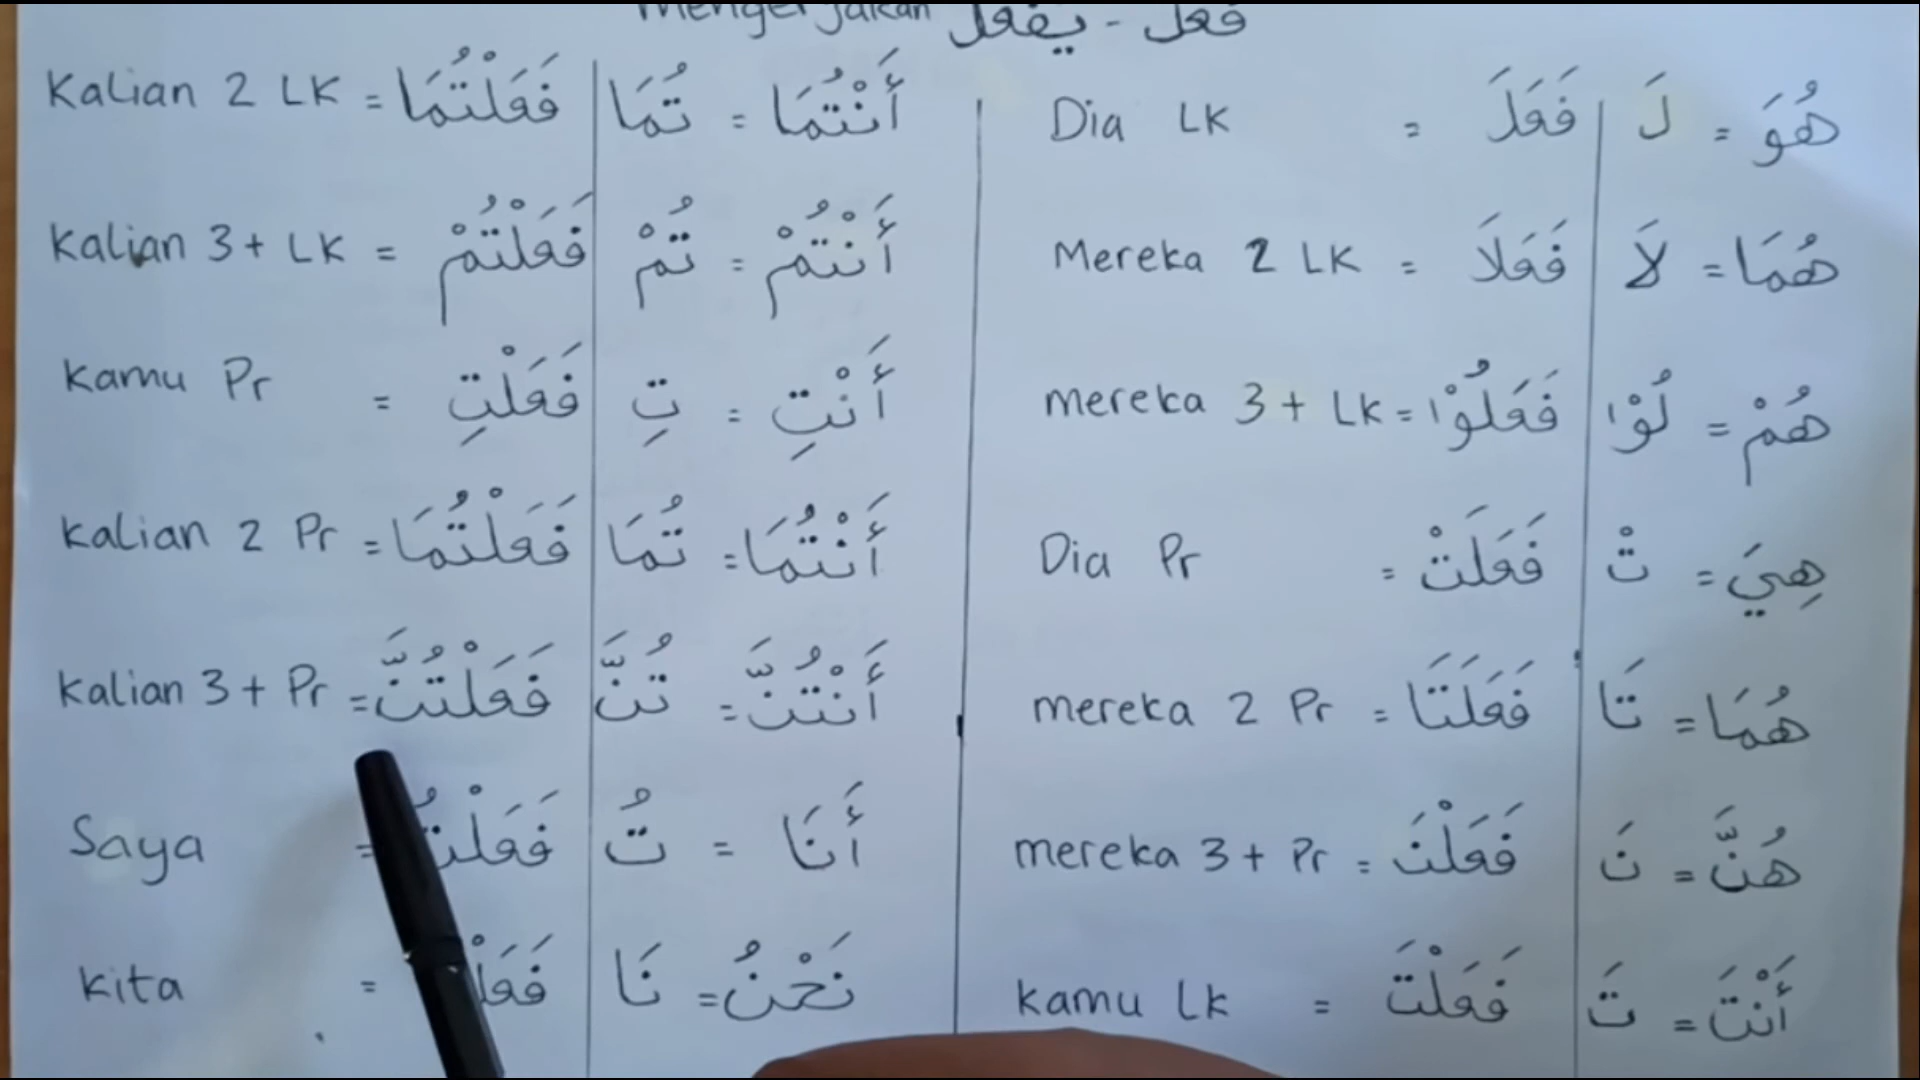 mengerjakan فعل - يفعل
هُوَ = لَ | فَعَلَ = Dia LK
هُمَا = لَا | فَعَلَا = Mereka 2 LK
هُمْ = لُوْا | فَعَلُوْا = mereka 3 + LK
هِيَ = تْ | فَعَلَتْ = Dia Pr
هُمَا = تَا | فَعَلَتَا = mereka 2 Pr
هُنَّ = نَ | فَعَلْنَ = mereka 3 + Pr
أَنْتَ = تَ | فَعَلْتَ = kamu LK
أَنْتُمَا = تُمَا | فَعَلْتُمَا = Kalian 2 LK
أَنْتُمْ = تُمْ | فَعَلْتُمْ = Kalian 3 + LK
أَنْتِ = تِ | فَعَلْتِ = Kamu Pr
أَنْتُمَا = تُمَا | فَعَلْتُمَا = Kalian 2 Pr
أَنْتُنَّ = تُنَّ | فَعَلْتُنَّ = Kalian 3 + Pr
أَنَا = تُ | فَعَلْتُ = Saya
نَحْنُ = نَا | = Kita